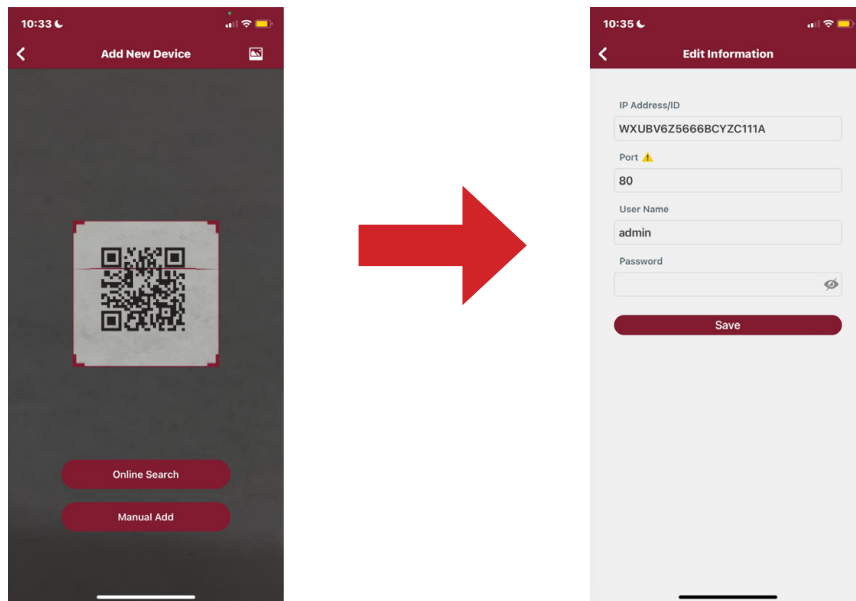 10:33
Add New Device
Online Search
Manual Add
10:35
Edit Information
IP Address/ID
WXUBV6Z5666BCYZC111A
Port
80
User Name
admin
Password
Save